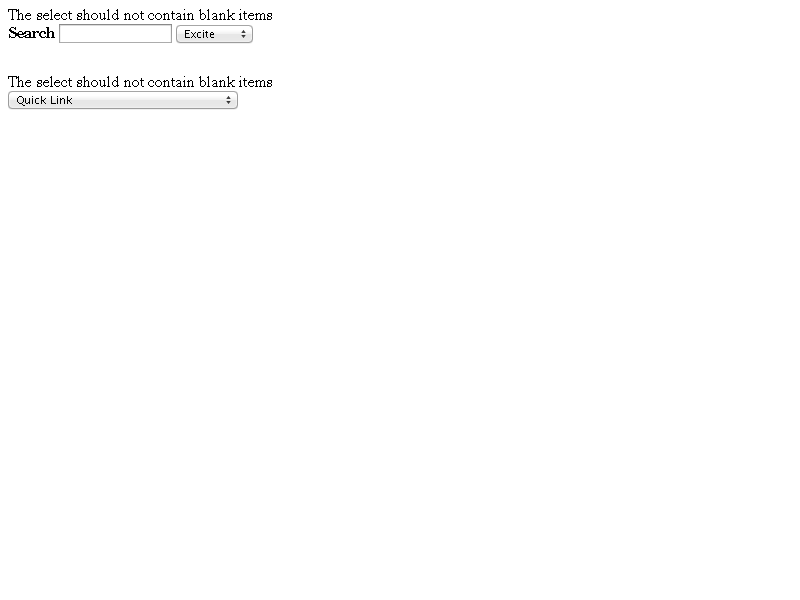 The select should not contain blank items
Search Excite
The select should not contain blank items
Quick Link